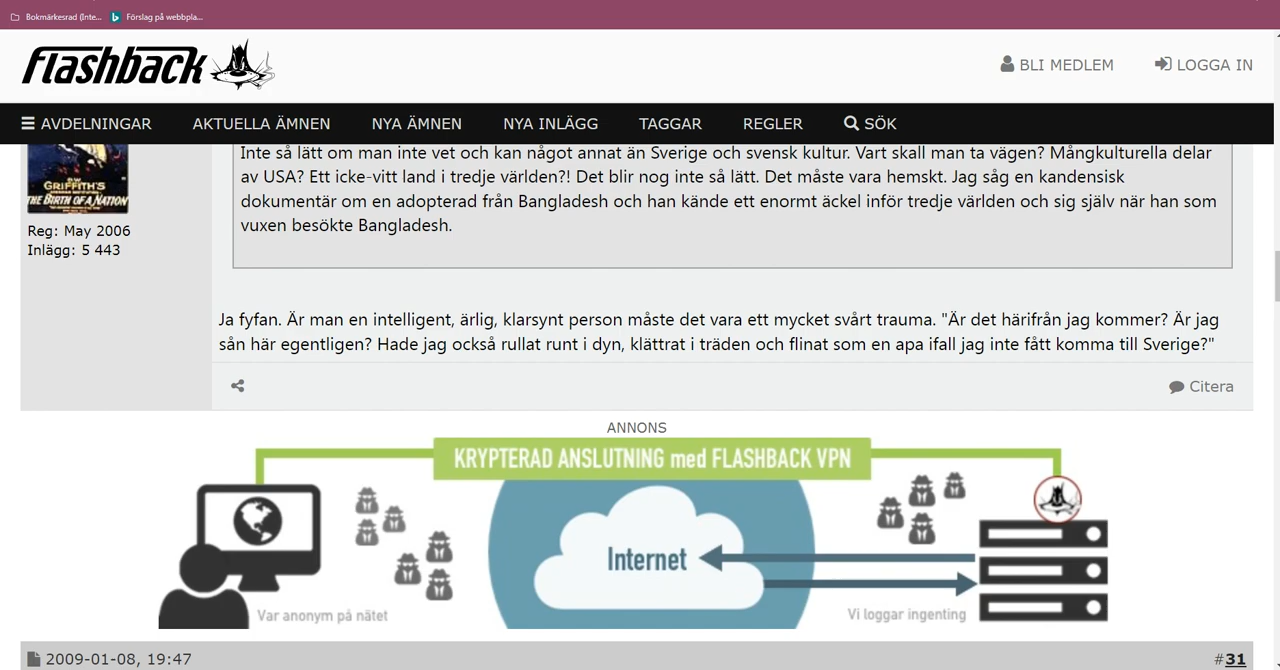 Bokmärkesrad (Inte... Förslag på webbpla...
flashback
BLI MEDLEM LOGGA IN
AVDELNINGAR AKTUELLA ÄMNEN NYA ÄMNEN NYA INLÄGG TAGGAR REGLER SÖK
GRIFFITH'S
THE BIRTH OF A NATION
Reg: May 2006
Inlägg: 5 443
Inte så lätt om man inte vet och kan något annat än Sverige och svensk kultur. Vart skall man ta vägen? Mångkulturella delar
av USA? Ett icke-vitt land i tredje världen?! Det blir nog inte så lätt. Det måste vara hemskt. Jag såg en kandensisk
dokumentär om en adopterad från Bangladesh och han kände ett enormt äckel inför tredje världen och sig själv när han som
vuxen besökte Bangladesh.
Ja fyfan. Är man en intelligent, ärlig, klarsynt person måste det vara ett mycket svårt trauma. "Är det härifrån jag kommer? Är jag
sån här egentligen? Hade jag också rullat runt i dyn, klättrat i träden och flinat som en apa ifall jag inte fått komma till Sverige?"
Citera
ANNONS
KRYPTERAD ANSLUTNING med FLASHBACK VPN
Internet
Var anonym på nätet
Vi loggar ingenting
2009-01-08, 19:47 #31